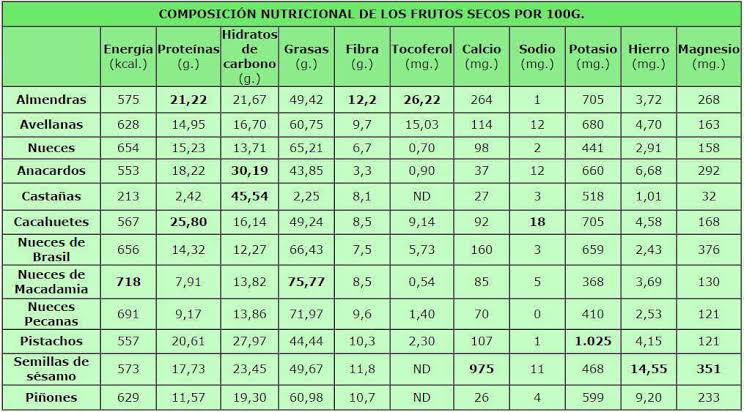 COMPOSICIÓN NUTRICIONAL DE LOS FRUTOS SECOS POR 100G.
Energía (kcal.) Proteínas (g.) Hidratos de carbono (g.) Grasas (g.) Fibra (g.) Tocoferol (mg.) Calcio (mg.) Sodio (mg.) Potasio (mg.) Hierro (mg.) Magnesio (mg.)
Almendras 575 21,22 21,67 49,42 12,2 26,22 264 1 705 3,72 268
Avellanas 628 14,95 16,70 60,75 9,7 15,03 114 12 680 4,70 163
Nueces 654 15,23 13,71 65,21 6,7 0,70 98 2 441 2,91 158
Anacardos 553 18,22 30,19 43,85 3,3 0,90 37 12 660 6,68 292
Castañas 213 2,42 45,54 2,25 8,1 ND 27 3 518 1,01 32
Cacahuetes 567 25,80 16,14 49,24 8,5 9,14 92 18 705 4,58 168
Nueces de Brasil 656 14,32 12,27 66,43 7,5 5,73 160 3 659 2,43 376
Nueces de Macadamia 718 7,91 13,82 75,77 8,5 0,54 85 5 368 3,69 130
Nueces Pecanas 691 9,17 13,86 71,97 9,6 1,40 70 0 410 2,53 121
Pistachos 557 20,61 27,97 44,44 10,3 2,30 107 1 1.025 4,15 121
Semillas de sésamo 573 17,73 23,45 49,67 11,8 ND 975 11 468 14,55 351
Piñones 629 11,57 19,30 60,98 10,7 ND 26 4 599 9,20 233